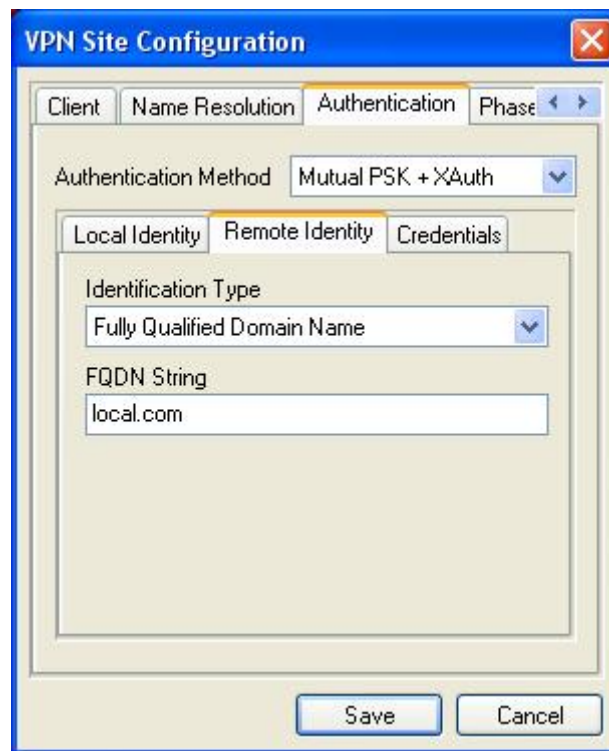 VPN Site Configuration
Client Name Resolution Authentication Phase
Authentication Method Mutual PSK + XAuth
Local Identity Remote Identity Credentials
Identification Type
Fully Qualified Domain Name
FQDN String
local.com
Save Cancel